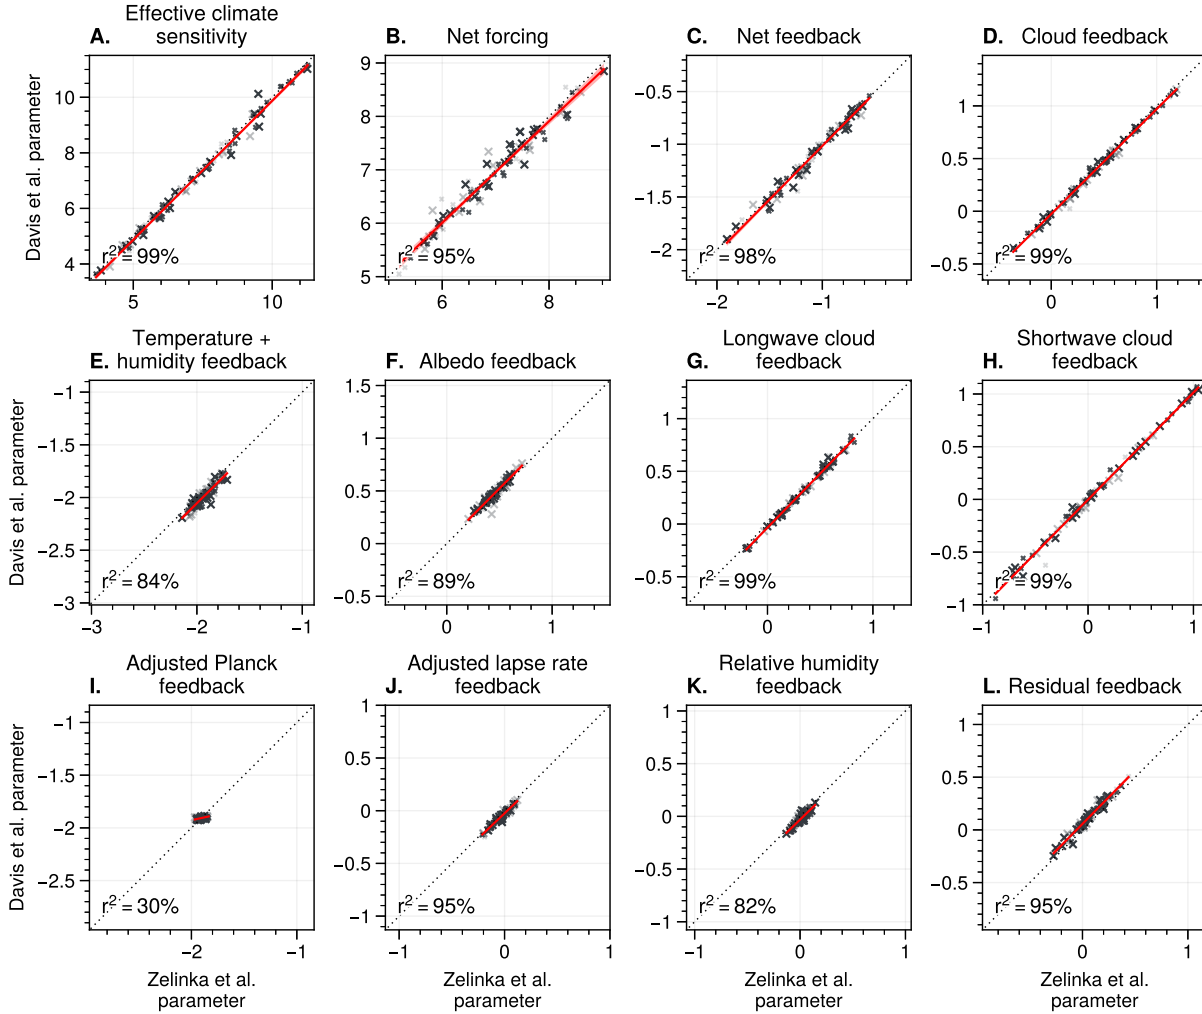 Effective climate
A. sensitivity
B. Net forcing
C. Net feedback
D. Cloud feedback
Davis et al. parameter
10
8
6
4
5
10
9
8
7
6
5
6
8
−0.5
−1
−1.5
−2
−2
−1
1
0.5
0
−0.5
0
1
r² = 99%
r² = 95%
r² = 98%
r² = 99%
Temperature +
E. humidity feedback
F. Albedo feedback
Longwave cloud
G. feedback
Shortwave cloud
H. feedback
Davis et al. parameter
−1
−1.5
−2
−2.5
−3
−3
−2
−1
1.5
1
0.5
0
−0.5
0
1
1
0.5
0
−0.5
0
1
1
0.5
0
−0.5
−1
−1
0
1
r² = 84%
r² = 89%
r² = 99%
r² = 99%
Adjusted Planck
I. feedback
Adjusted lapse rate
J. feedback
Relative humidity
K. feedback
L. Residual feedback
Davis et al. parameter
−1
−1.5
−2
−2.5
−2
−1
1
0.5
0
−0.5
−1
−1
0
1
1
0.5
0
−0.5
−1
−1
0
1
1
0.5
0
−0.5
0
1
r² = 30%
r² = 95%
r² = 82%
r² = 95%
Zelinka et al.
parameter
Zelinka et al.
parameter
Zelinka et al.
parameter
Zelinka et al.
parameter